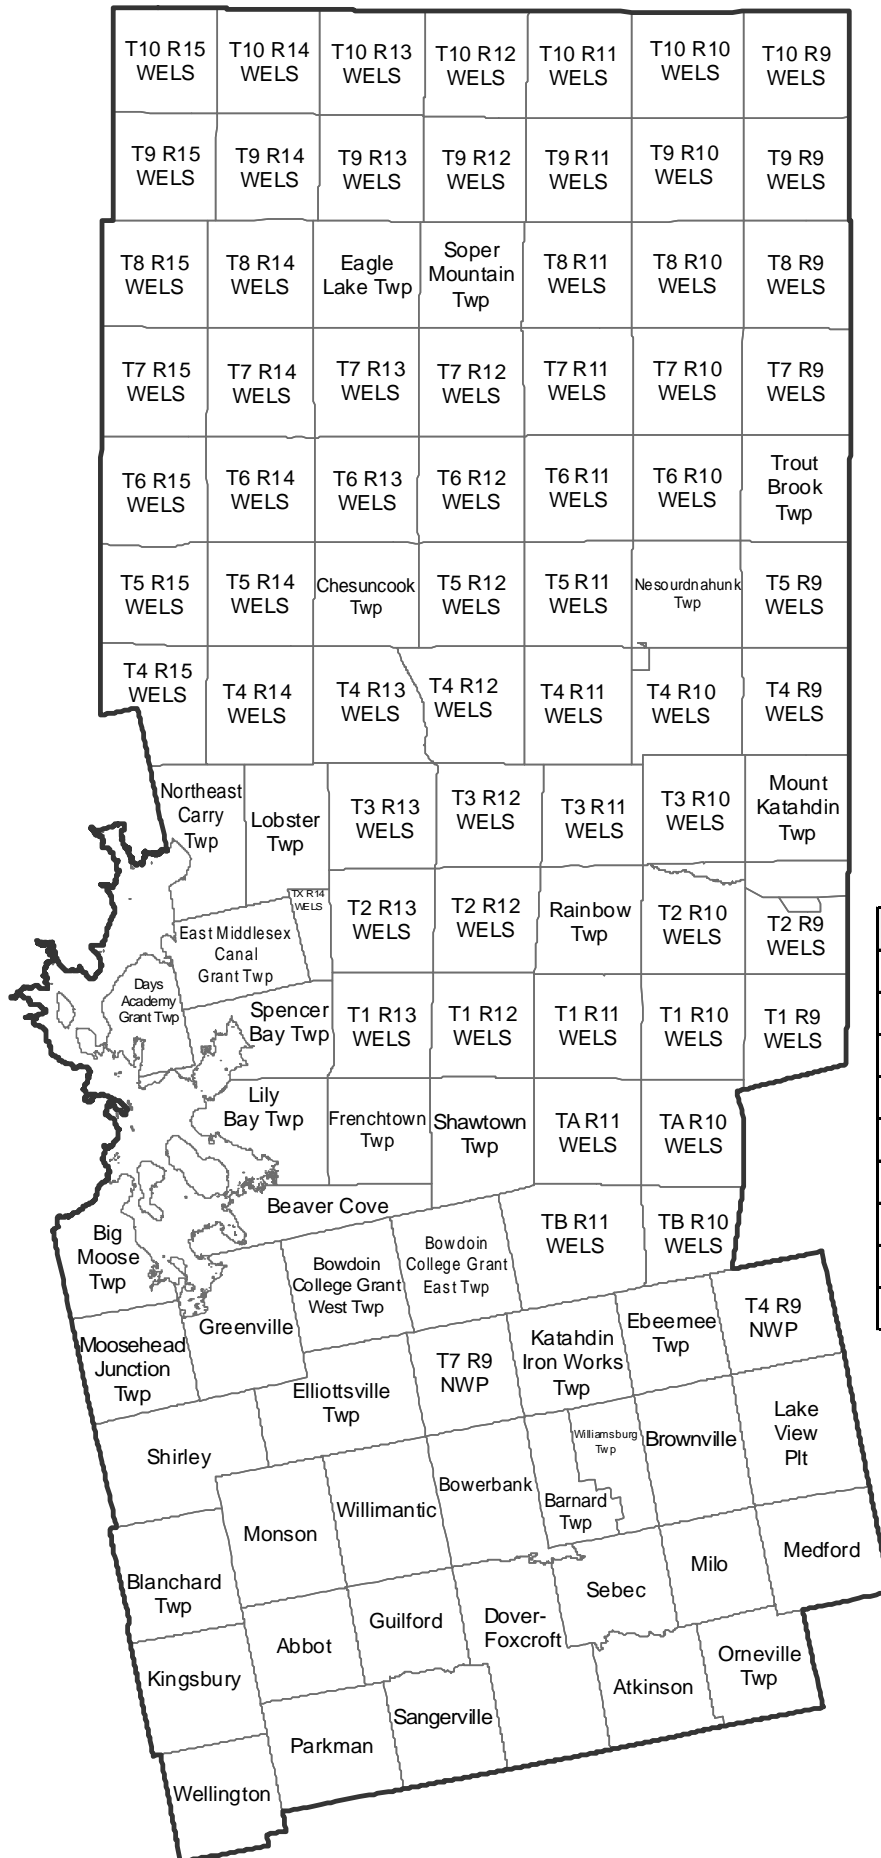 T10 R15
WELS
T10 R14
WELS
T10 R13
WELS
T10 R12
WELS
T10 R11
WELS
T10 R10
WELS
T10 R9
WELS
T9 R15
WELS
T9 R14
WELS
T9 R13
WELS
T9 R12
WELS
T9 R11
WELS
T9 R10
WELS
T9 R9
WELS
T8 R15
WELS
T8 R14
WELS
Eagle
Lake Twp
Soper
Mountain
Twp
T8 R11
WELS
T8 R10
WELS
T8 R9
WELS
T7 R15
WELS
T7 R14
WELS
T7 R13
WELS
T7 R12
WELS
T7 R11
WELS
T7 R10
WELS
T7 R9
WELS
T6 R15
WELS
T6 R14
WELS
T6 R13
WELS
T6 R12
WELS
T6 R11
WELS
T6 R10
WELS
Trout
Brook
Twp
T5 R15
WELS
T5 R14
WELS
Chesuncook
Twp
T5 R12
WELS
T5 R11
WELS
Nesourdnahunk
Twp
T5 R9
WELS
T4 R15
WELS
T4 R14
WELS
T4 R13
WELS
T4 R12
WELS
T4 R11
WELS
T4 R10
WELS
T4 R9
WELS
Northeast
Carry
Twp
Lobster
Twp
T3 R13
WELS
T3 R12
WELS
T3 R11
WELS
T3 R10
WELS
Mount
Katahdin
Twp
TX R14
WELS
T2 R13
WELS
T2 R12
WELS
Rainbow
Twp
T2 R10
WELS
T2 R9
WELS
East Middlesex
Canal
Grant Twp
Days
Academy
Grant Twp
Spencer
Bay Twp
T1 R13
WELS
T1 R12
WELS
T1 R11
WELS
T1 R10
WELS
T1 R9
WELS
Lily
Bay Twp
Frenchtown
Twp
Shawtown
Twp
TA R11
WELS
TA R10
WELS
Beaver Cove
Big
Moose
Twp
Bowdoin
College Grant
West Twp
Bowdoin
College Grant
East Twp
TB R11
WELS
TB R10
WELS
Moosehead
Junction
Twp
Greenville
Elliottsville
Twp
T7 R9
NWP
Katahdin
Iron Works
Twp
Ebeemee
Twp
T4 R9
NWP
Shirley
Williamsburg
Twp
Brownville
Lake
View
Plt
Monson
Willimantic
Bowerbank
Barnard
Twp
Blanchard
Twp
Abbot
Guilford
Dover-
Foxcroft
Sebec
Milo
Medford
Kingsbury
Parkman
Sangerville
Atkinson
Orneville
Twp
Wellington